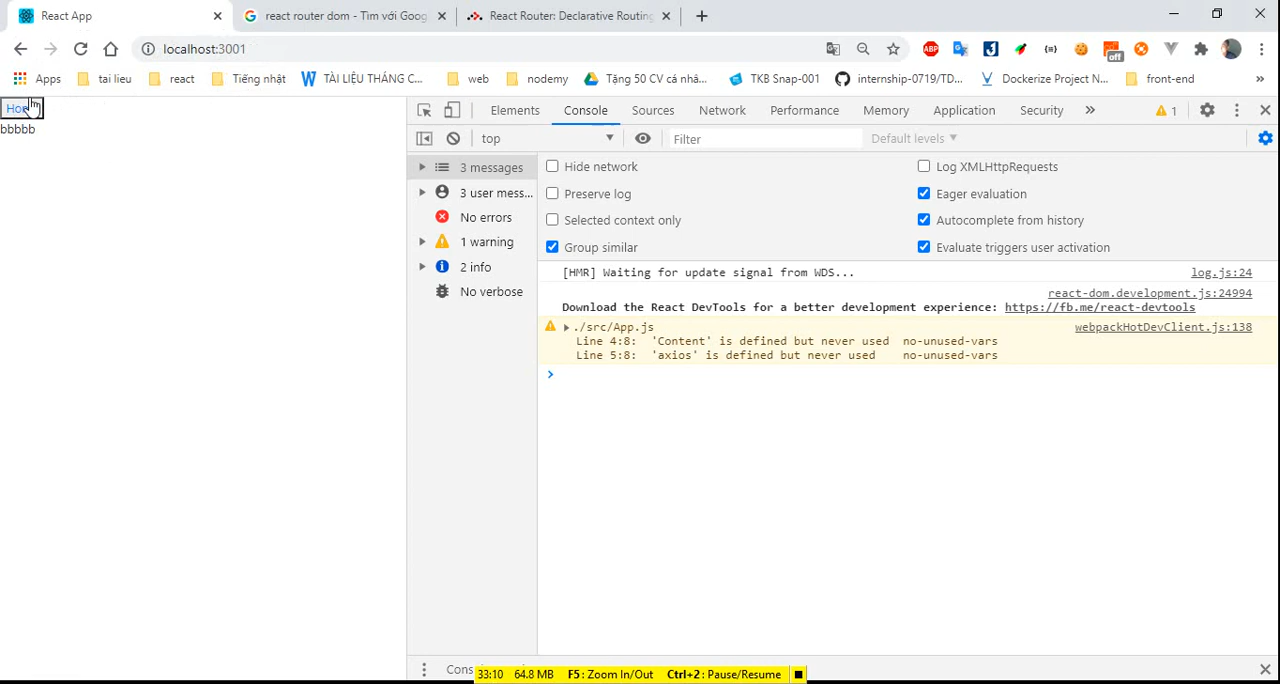 React App
react router dom - Tìm với Goog
React Router: Declarative Routing
localhost:3001
ABP
off
Apps
tai lieu
react
Tiếng nhật
TÀI LIỆU THÁNG C...
web
nodemy
Tặng 50 CV cá nhâ...
TKB Snap-001
internship-0719/TD...
Dockerize Project N...
front-end
»
bbbbb
Elements
Console
Sources
Network
Performance
Memory
Application
Security
»
1
top
Filter
Default levels
3 messages
3 user mess...
No errors
1 warning
2 info
No verbose
Hide network
Log XMLHttpRequests
Preserve log
Eager evaluation
Selected context only
Autocomplete from history
Group similar
Evaluate triggers user activation
[HMR] Waiting for update signal from WDS...
log.js:24
react-dom.development.js:24994
Download the React DevTools for a better development experience: https://fb.me/react-devtools
./src/App.js
webpackHotDevClient.js:138
Line 4:8: 'Content' is defined but never used no-unused-vars
Line 5:8: 'axios' is defined but never used no-unused-vars
33:10 64.8 MB F5: Zoom In/Out Ctrl+2: Pause/Resume